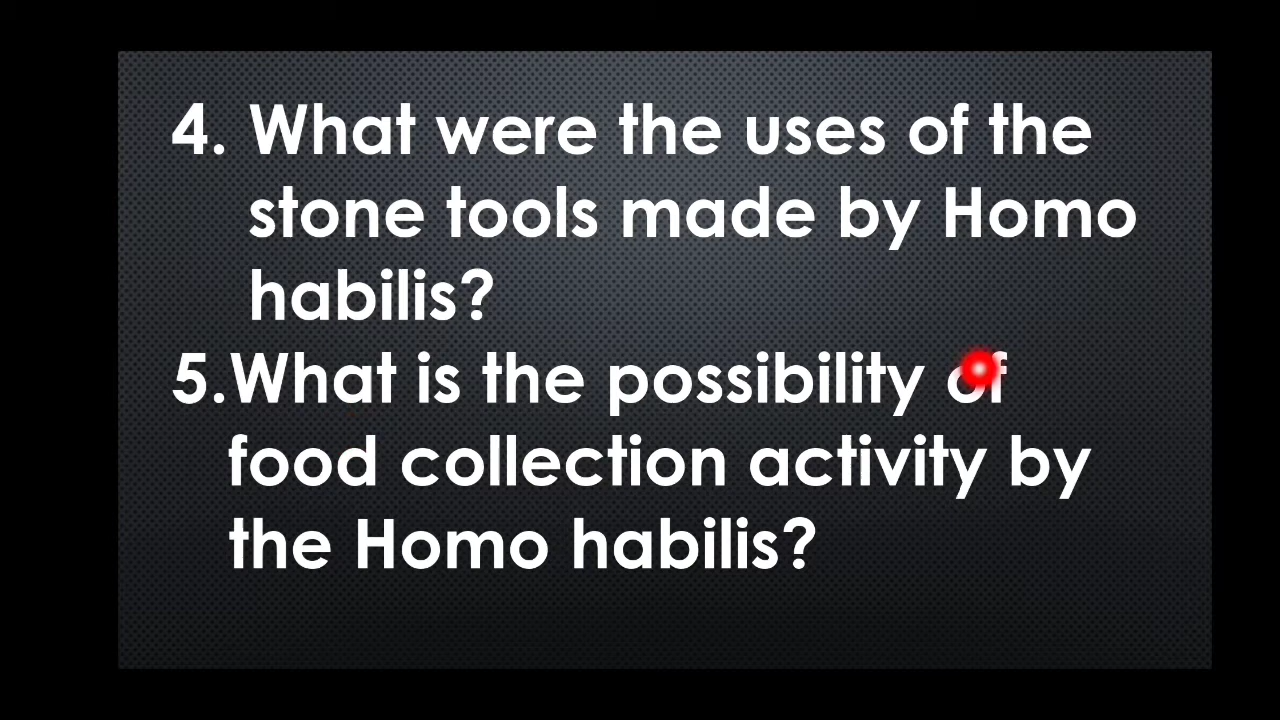 4. What were the uses of the
stone tools made by Homo
habilis?
5.What is the possibility of
food collection activity by
the Homo habilis?